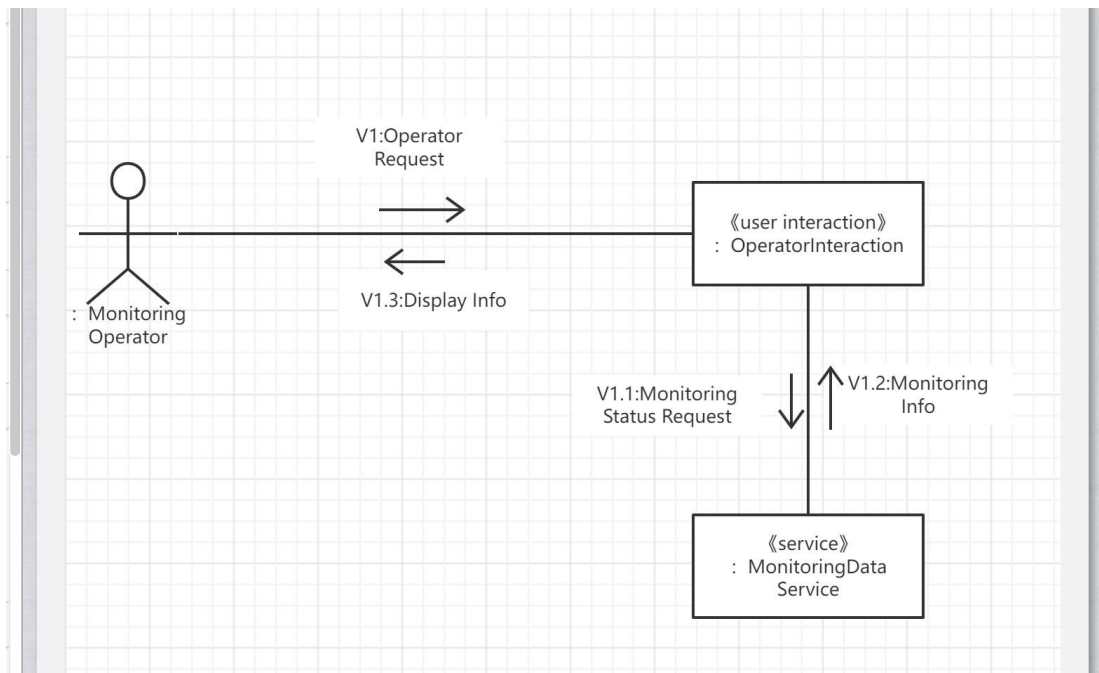 V1:Operator
Request
《user interaction》
: OperatorInteraction
V1.3:Display Info
: Monitoring
Operator
V1.1:Monitoring
Status Request
V1.2:Monitoring
Info
《service》
: MonitoringData
Service